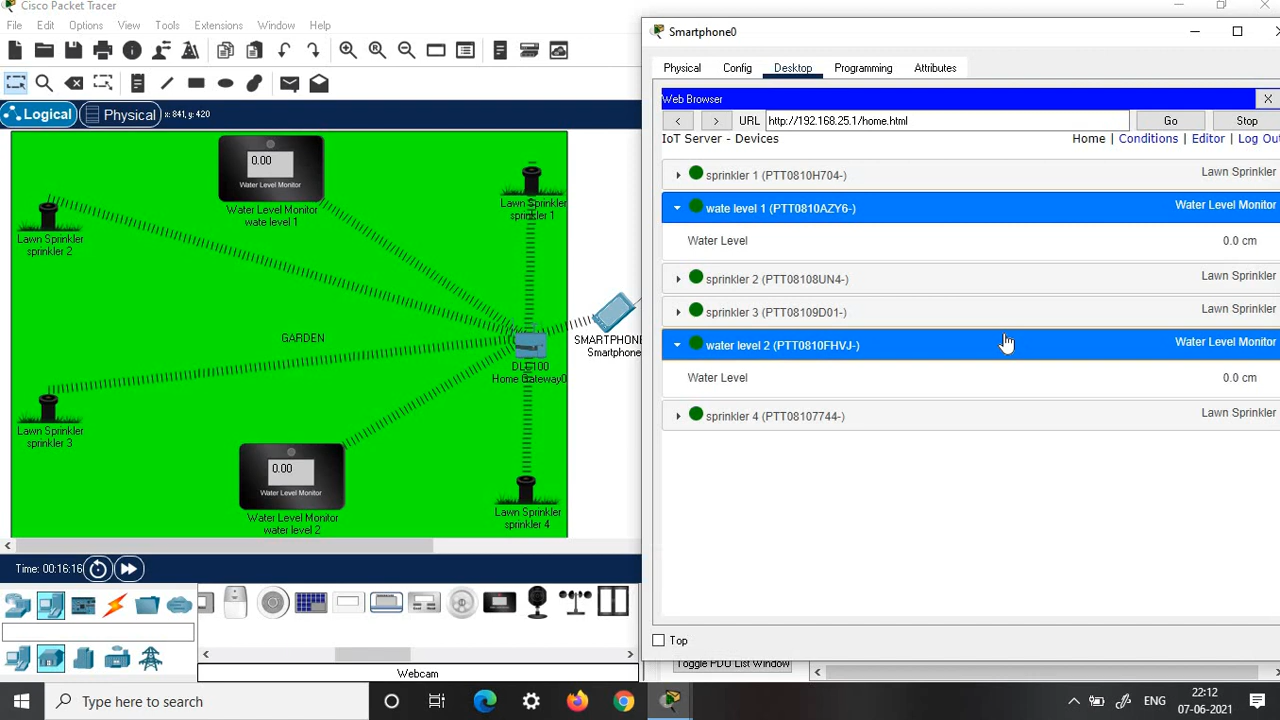 Cisco Packet Tracer
File Edit Options View Tools Extensions Window Help
Logical Physical x: 841, y: 420
0.00
Water Level Monitor
Water Level Monitor
wate level 1
Lawn Sprinkler
sprinkler 1
Lawn Sprinkler
sprinkler 2
GARDEN
SMARTPHONE
Smartphone
Home Gateway0
Lawn Sprinkler
sprinkler 3
0.00
Water Level Monitor
Water Level Monitor
water level 2
Lawn Sprinkler
sprinkler 4
Time: 00:16:16
Webcam
Smartphone0
Physical Config Desktop Programming Attributes
Web Browser X
< > URL http://192.168.25.1/home.html Go Stop
IoT Server - Devices Home | Conditions | Editor | Log Out
sprinkler 1 (PTT0810H704-) Lawn Sprinkler
wate level 1 (PTT0810AZY6-) Water Level Monitor
Water Level 0.0 cm
sprinkler 2 (PTT08108UN4-) Lawn Sprinkler
sprinkler 3 (PTT08109D01-) Lawn Sprinkler
water level 2 (PTT0810FHVJ-) Water Level Monitor
Water Level 0.0 cm
sprinkler 4 (PTT08107744-) Lawn Sprinkler
Top
Toggle PDU List Window
Type here to search
ENG
22:12
07-06-2021